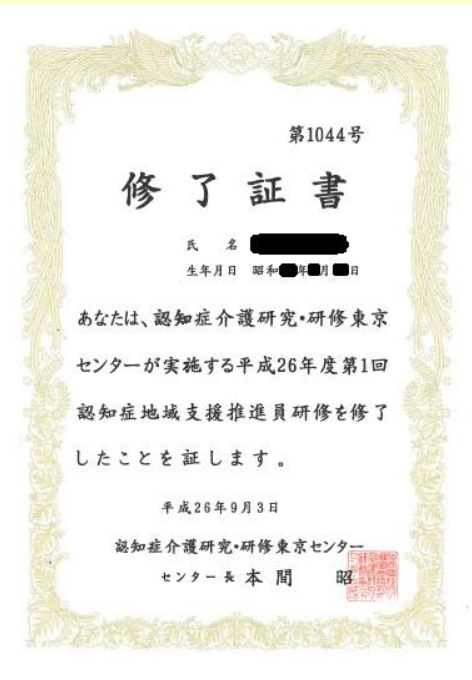 第1044号
修了証書
氏 名
生年月日 昭和 年 月 日
あなたは、認知症介護研究・研修東京
センターが実施する平成26年度第1回
認知症地域支援推進員研修を修了
したことを証します。
平成26年9月3日
認知症介護研究・研修東京センター
センター長 本間 昭